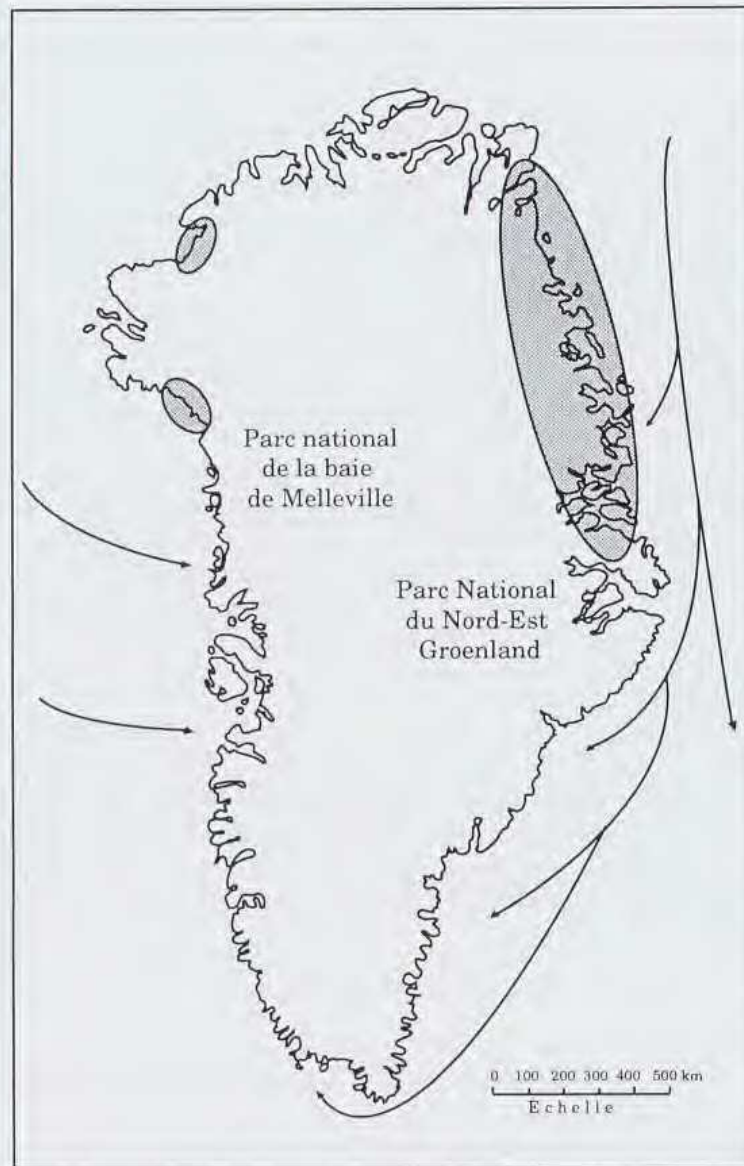 Parc national
de la baie
de Melleville
Parc National
du Nord-Est
Groenland
0 100 200 300 400 500 km
Echelle